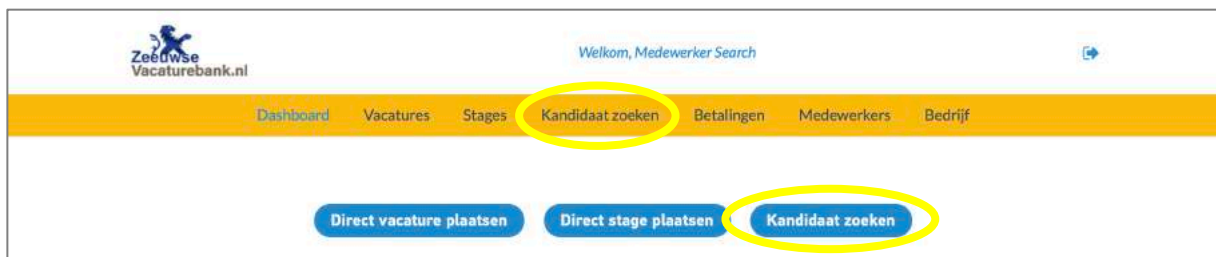 Zeeuwse
Vacaturebank.nl
Welkom, Medewerker Search
Dashboard Vacatures Stages Kandidaat zoeken Betalingen Medewerkers Bedrijf
Direct vacature plaatsen Direct stage plaatsen Kandidaat zoeken